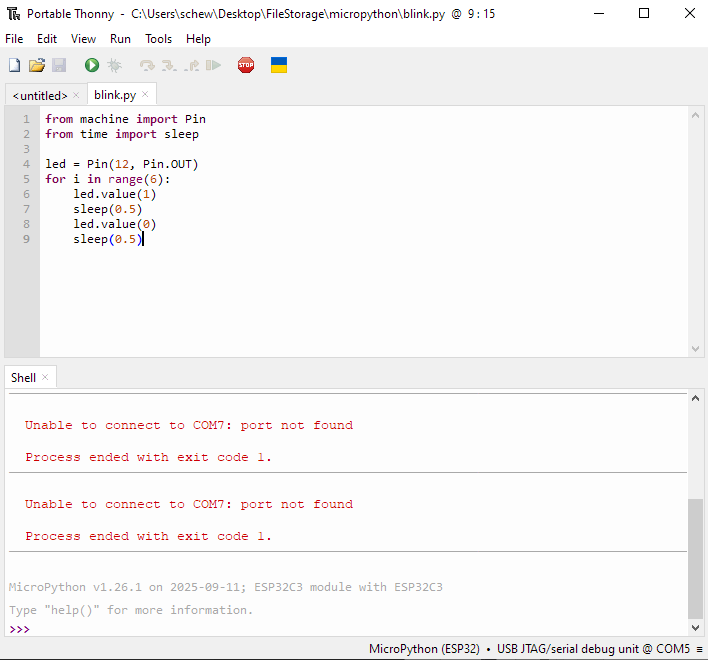 Portable Thonny - C:\Users\schew\Desktop\FileStorage\micropython\blink.py @ 9 : 15
File Edit View Run Tools Help
STOP
<untitled> × blink.py ×
1 from machine import Pin
2 from time import sleep
3
4 led = Pin(12, Pin.OUT)
5 for i in range(6):
6     led.value(1)
7     sleep(0.5)
8     led.value(0)
9     sleep(0.5)
Shell ×
Unable to connect to COM7: port not found
Process ended with exit code 1.
Unable to connect to COM7: port not found
Process ended with exit code 1.
MicroPython v1.26.1 on 2025-09-11; ESP32C3 module with ESP32C3
Type "help()" for more information.
>>>
MicroPython (ESP32) • USB JTAG/serial debug unit @ COM5 ≡